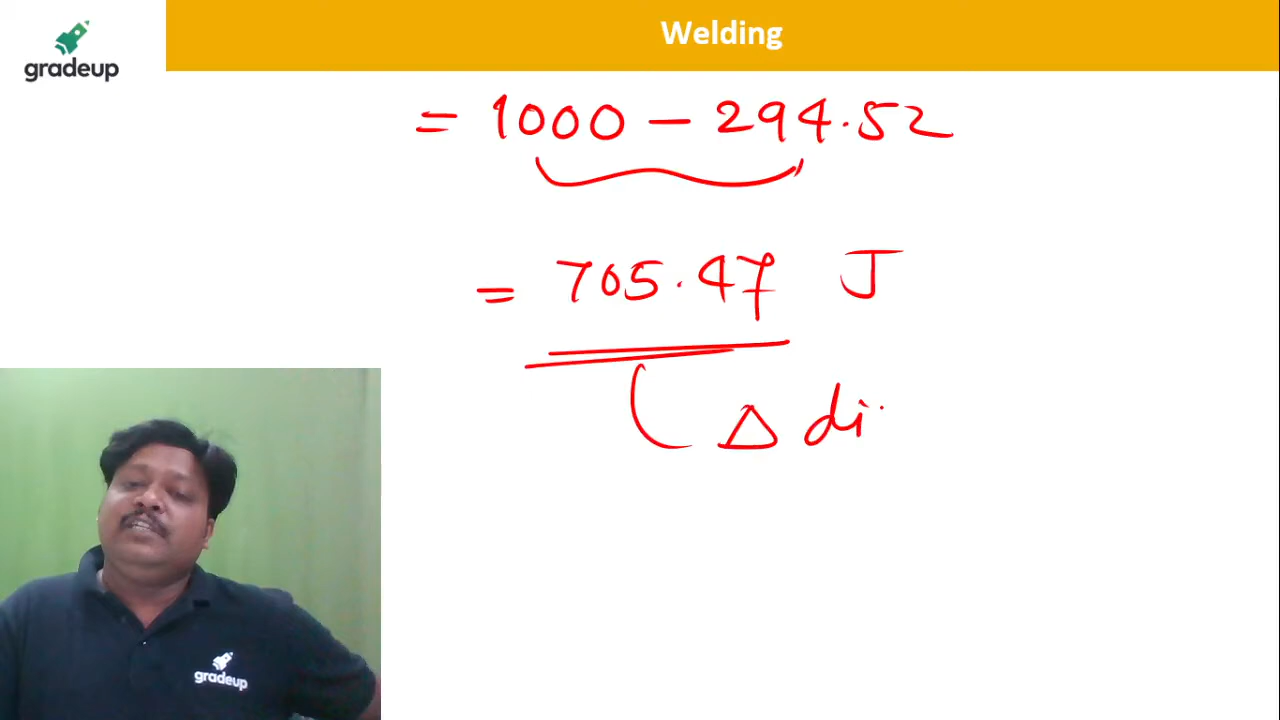 gradeup
Welding
= 1000 - 294.52
= 705.47 J
Δ di
gradeup